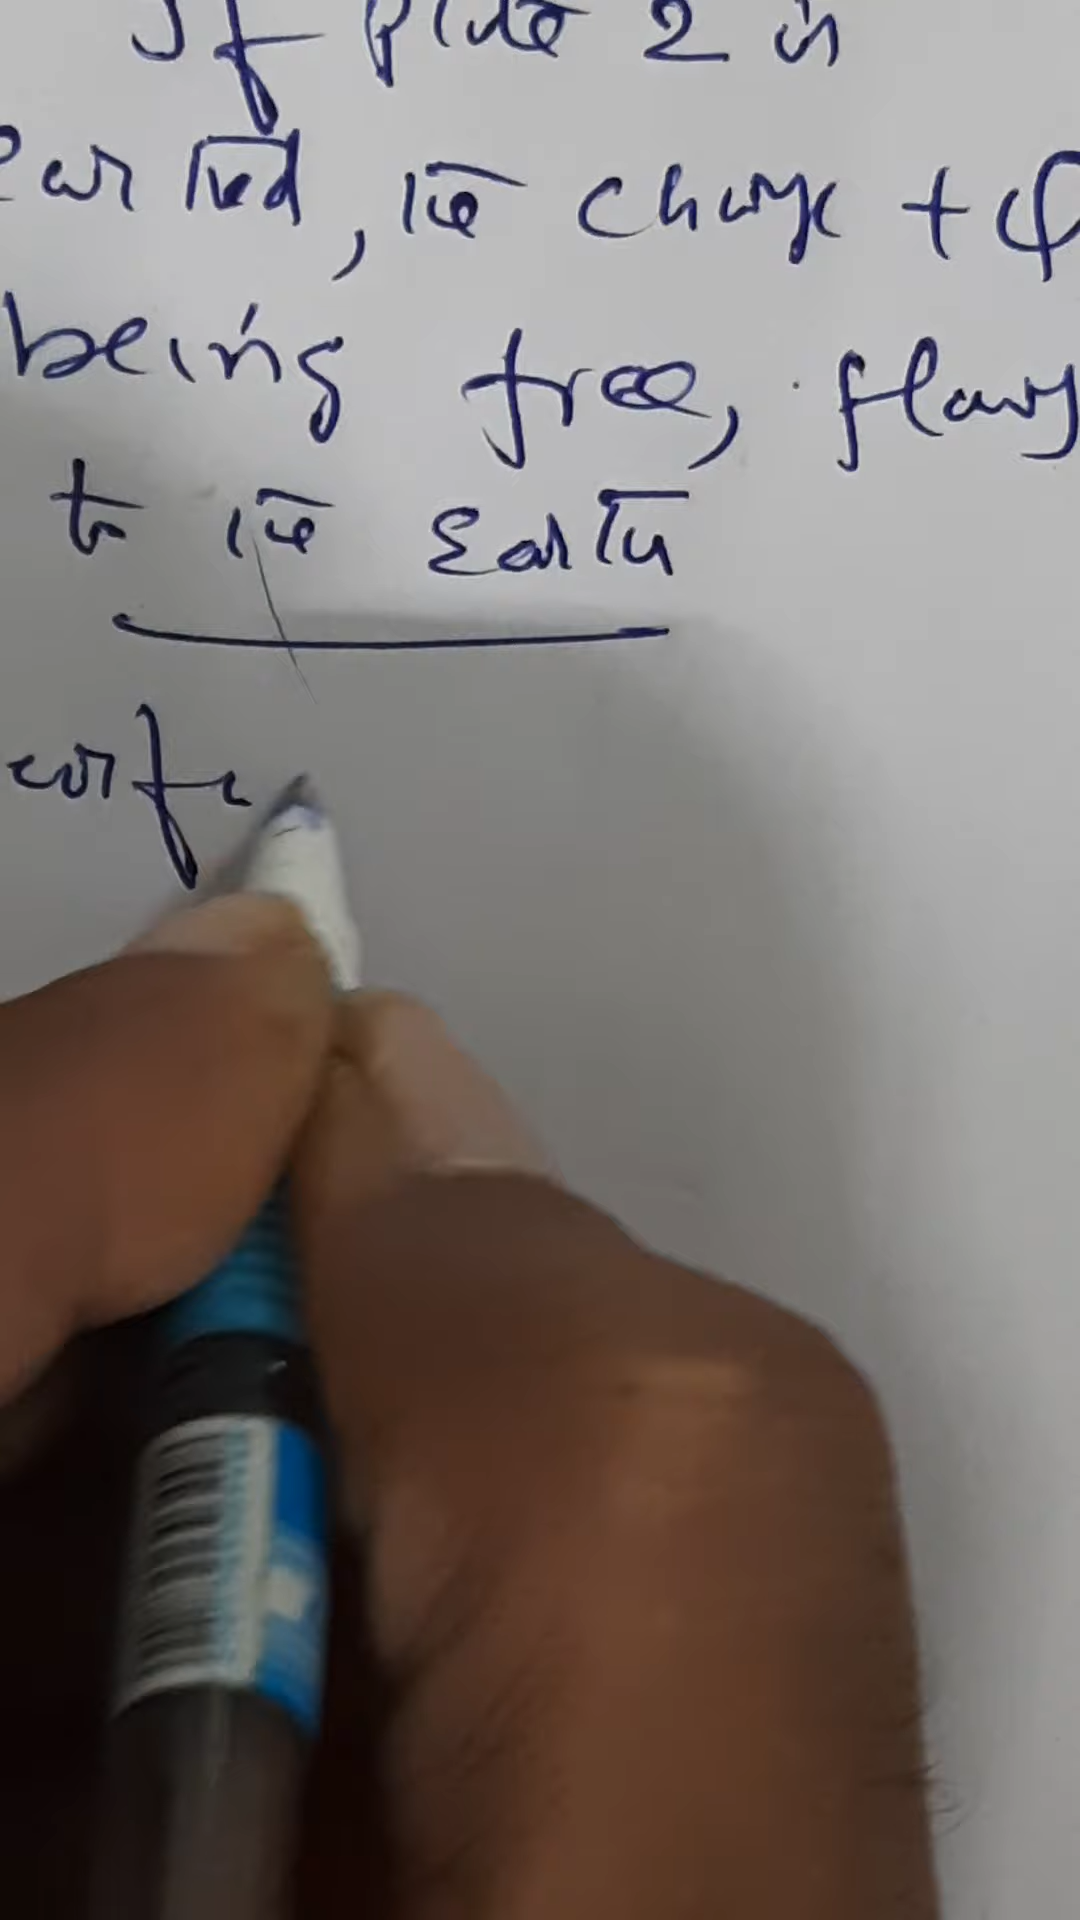 If plate 2 is
earthed, the charge + Q
being free, flows
to the Earth